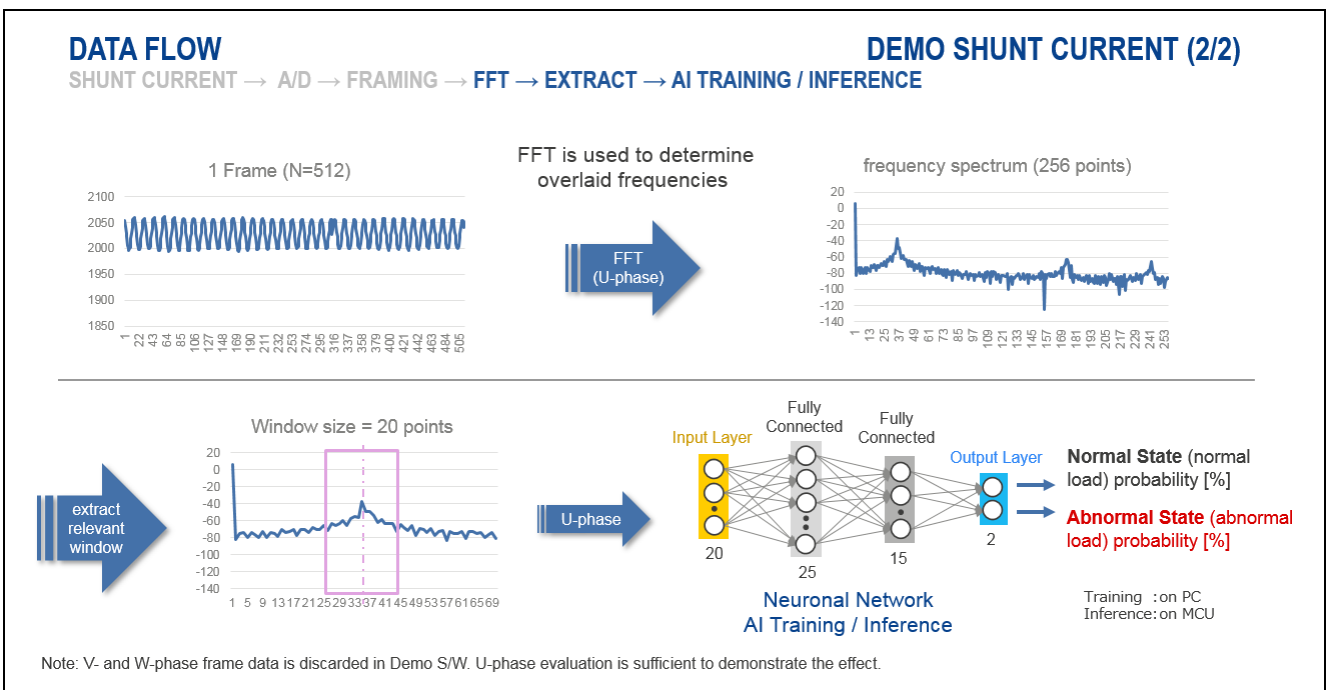 DATA FLOW
DEMO SHUNT CURRENT (2/2)
SHUNT CURRENT → A/D → FRAMING → FFT → EXTRACT → AI TRAINING / INFERENCE
1 Frame (N=512)
2100
2050
2000
1950
1900
1850
1 22 43 64 85 106 127 148 169 190 211 232 253 274 295 316 337 358 379 400 421 442 463 484 505
FFT is used to determine
overlaid frequencies
FFT
(U-phase)
frequency spectrum (256 points)
20
0
-20
-40
-60
-80
-100
-120
-140
1 13 25 37 49 61 73 85 97 109 121 133 145 157 169 181 193 205 217 229 241 253
extract
relevant
window
Window size = 20 points
20
0
-20
-40
-60
-80
-100
-120
-140
1 5 9 13 17 21 25 29 33 37 41 45 49 53 57 61 65 69
U-phase
Input Layer
20
Fully
Connected
25
Fully
Connected
15
Output Layer
2
Neuronal Network
AI Training / Inference
Normal State (normal
load) probability [%]
Abnormal State (abnormal
load) probability [%]
Training :on PC
Inference:on MCU
Note: V- and W-phase frame data is discarded in Demo S/W. U-phase evaluation is sufficient to demonstrate the effect.